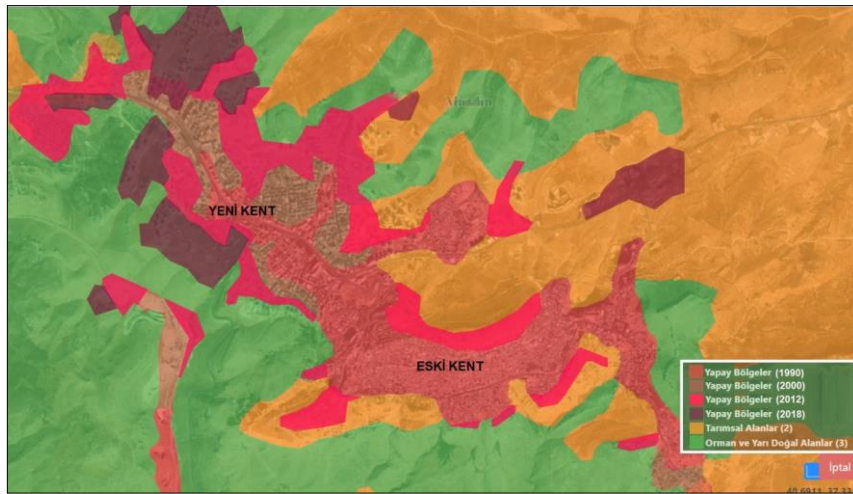 YENİ KENT
ESKİ KENT
Yapay Bölgeler (1990)
Yapay Bölgeler (2000)
Yapay Bölgeler (2012)
Yapay Bölgeler (2018)
Tarımsal Alanlar (2)
Orman ve Yarı Doğal Alanlar (3)
İptal